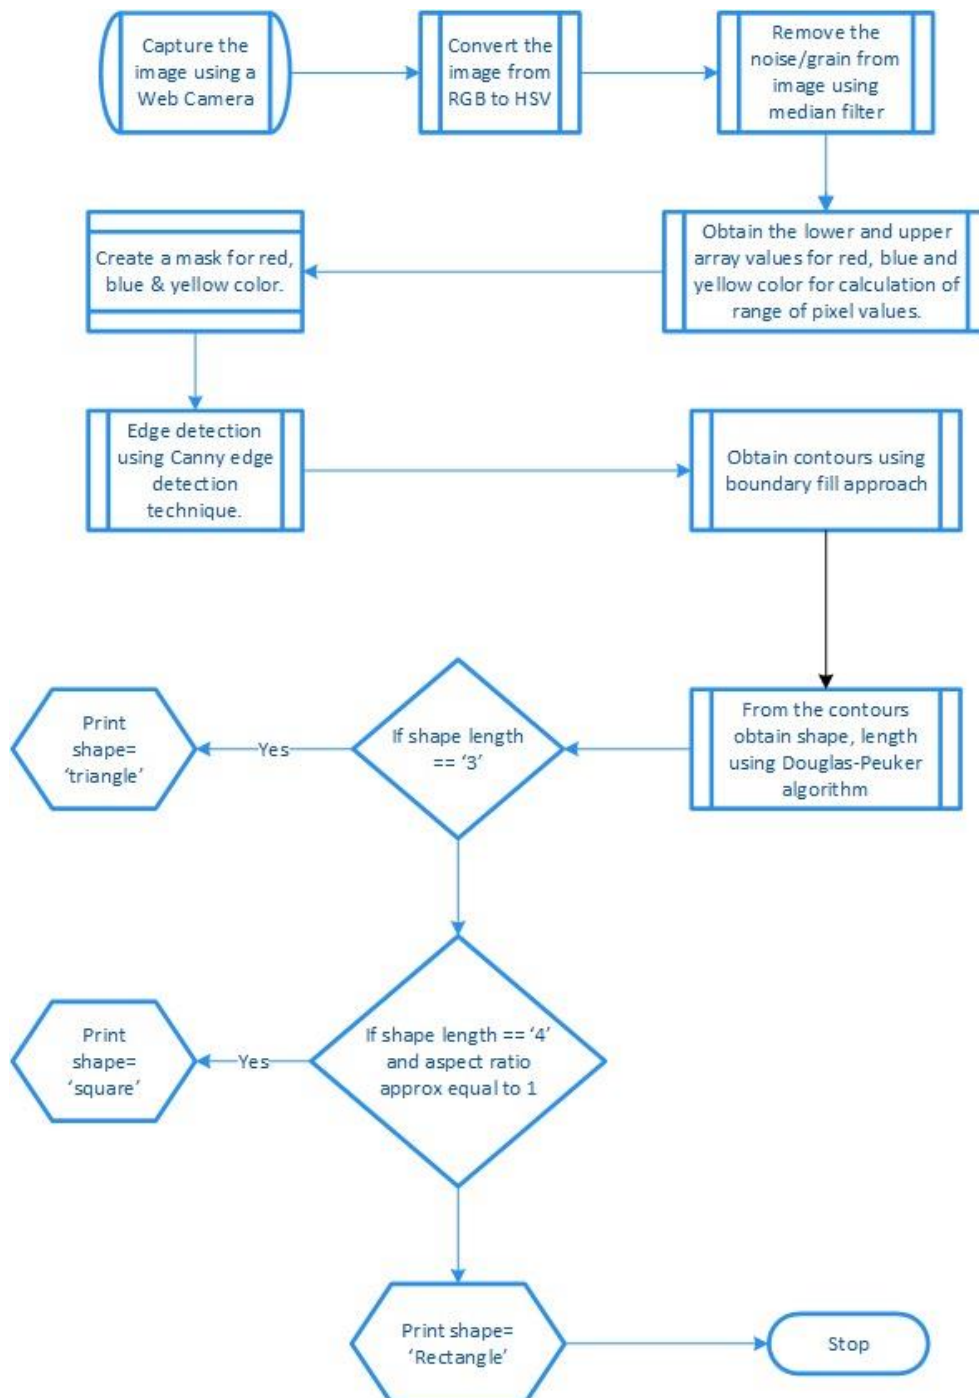 Capture the
image using a
Web Camera
Convert the
image from
RGB to HSV
Remove the
noise/grain from
image using
median filter
Obtain the lower and upper
array values for red, blue and
yellow color for calculation of
range of pixel values.
Create a mask for red,
blue & yellow color.
Edge detection
using Canny edge
detection
technique.
Obtain contours using
boundary fill approach
From the contours
obtain shape, length
using Douglas-Peuker
algorithm
If shape length
== ‘3’
Yes
Print
shape=
‘triangle’
If shape length == ‘4’
and aspect ratio
approx equal to 1
Yes
Print
shape=
‘square’
Print shape=
‘Rectangle’
Stop